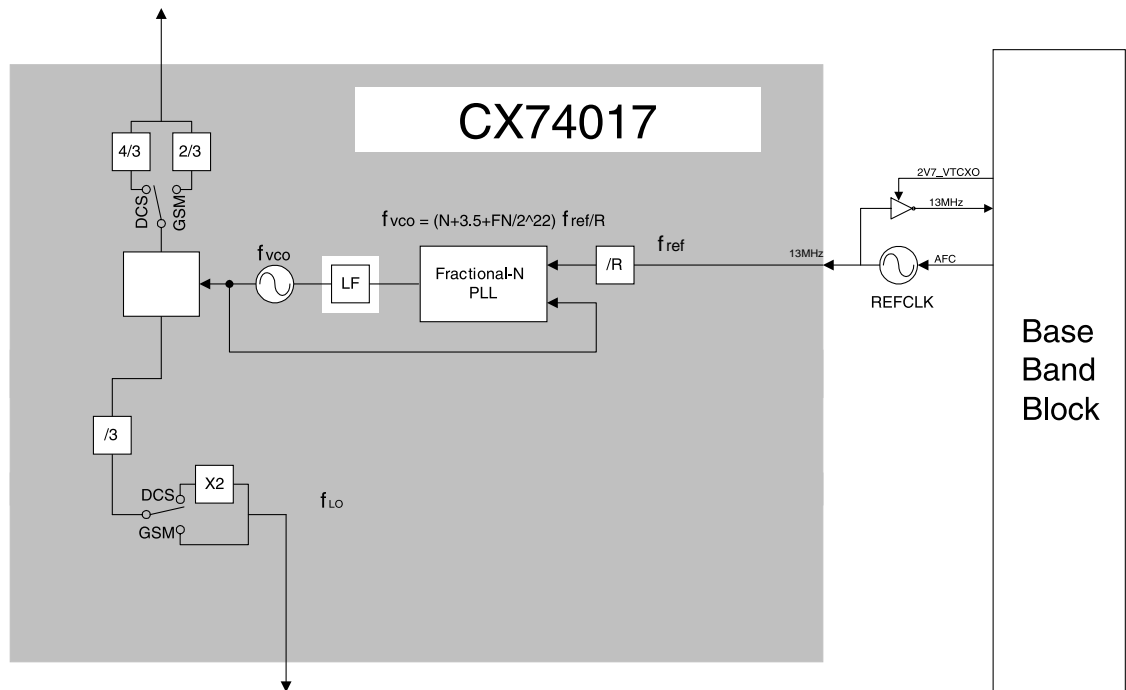 CX74017
4/3
2/3
DCS
GSM
fvco = (N+3.5+FN/2^22) fref/R
fvco
LF
Fractional-N
PLL
/R
fref
13MHz
2V7_VTCXO
13MHz
AFC
REFCLK
Base
Band
Block
/3
DCS
X2
GSM
fLO